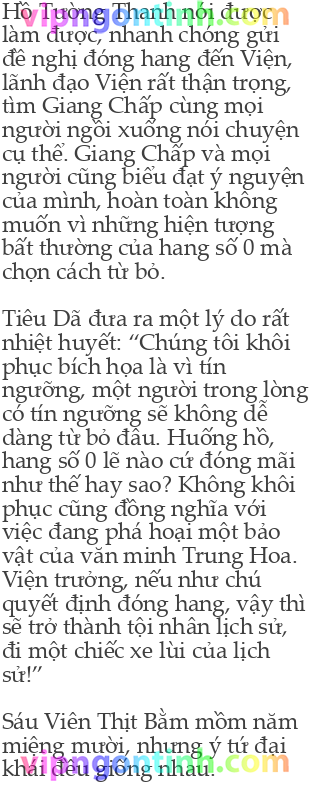 vipngontinh.com
Hồ Tường Thanh nói được
làm được, nhanh chóng gửi
đề nghị đóng hang đến Viện,
lãnh đạo Viện rất thận trọng,
tìm Giang Chấp cùng mọi
người ngồi xuống nói chuyện
cụ thể. Giang Chấp và mọi
người cũng biểu đạt ý nguyện
của mình, hoàn toàn không
muốn vì những hiện tượng
bất thường của hang số 0 mà
chọn cách từ bỏ.
Tiêu Dã đưa ra một lý do rất
nhiệt huyết: “Chúng tôi khôi
phục bích họa là vì tín
ngưỡng, một người trong lòng
có tín ngưỡng sẽ không dễ
dàng từ bỏ đâu. Huống hồ,
hang số 0 lẽ nào cứ đóng mãi
như thế hay sao? Không khôi
phục cũng đồng nghĩa với
việc đang phá hoại một bảo
vật của văn minh Trung Hoa.
Viện trưởng, nếu như chú
quyết định đóng hang, vậy thì
sẽ trở thành tội nhân lịch sử,
đi một chiếc xe lùi của lịch
sử!”
Sáu Viên Thịt Bằm mồm năm
miệng mười, nhưng ý tứ đại
khái đều giống nhau.
vipngontinh.com